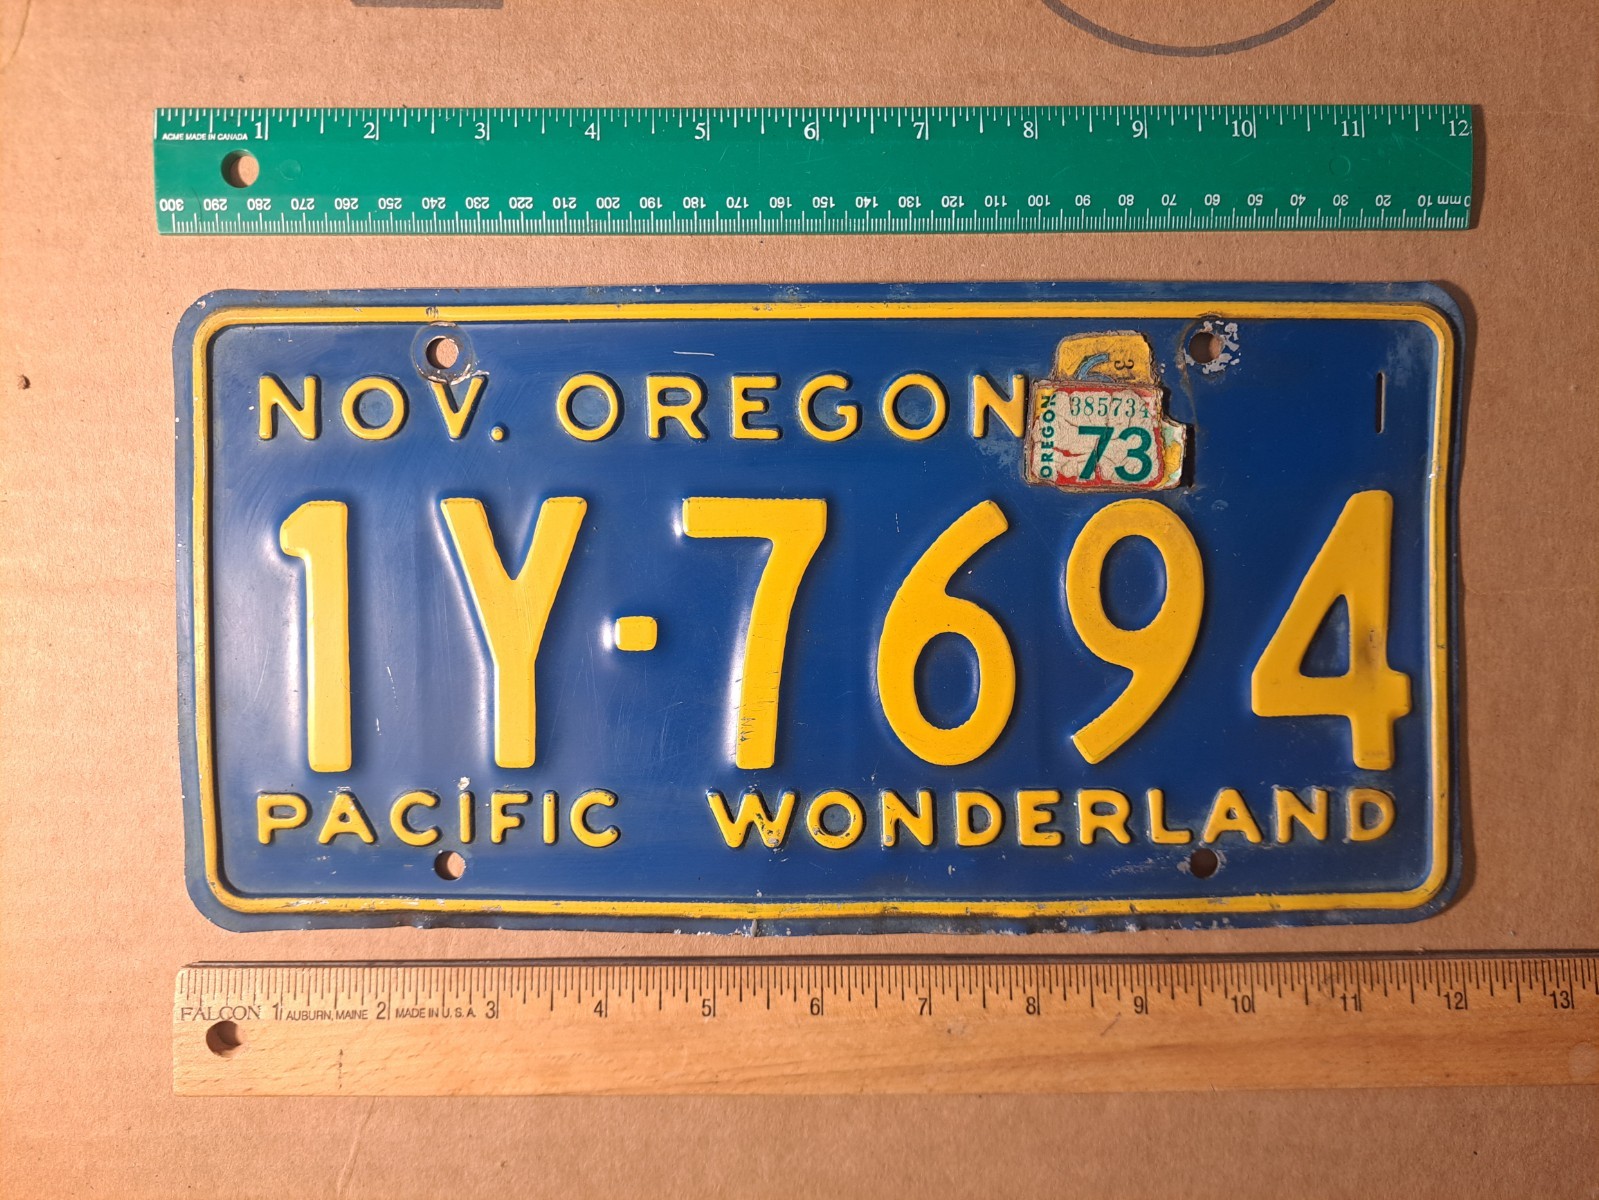 ACME MADE IN CANADA 1 2 3 4 5 6 7 8 9 10 11 12
300 290 280 270 260 250 240 230 220 210 200 190 180 170 160 150 140 130 120 110 100 90 80 70 60 50 40 30 20 10 mm 0
NOV. OREGON
OREGON 385734
73
1Y·7694
PACIFIC WONDERLAND
FALCON 1 AUBURN, MAINE 2 MADE IN U.S.A. 3 4 5 6 7 8 9 10 11 12 13